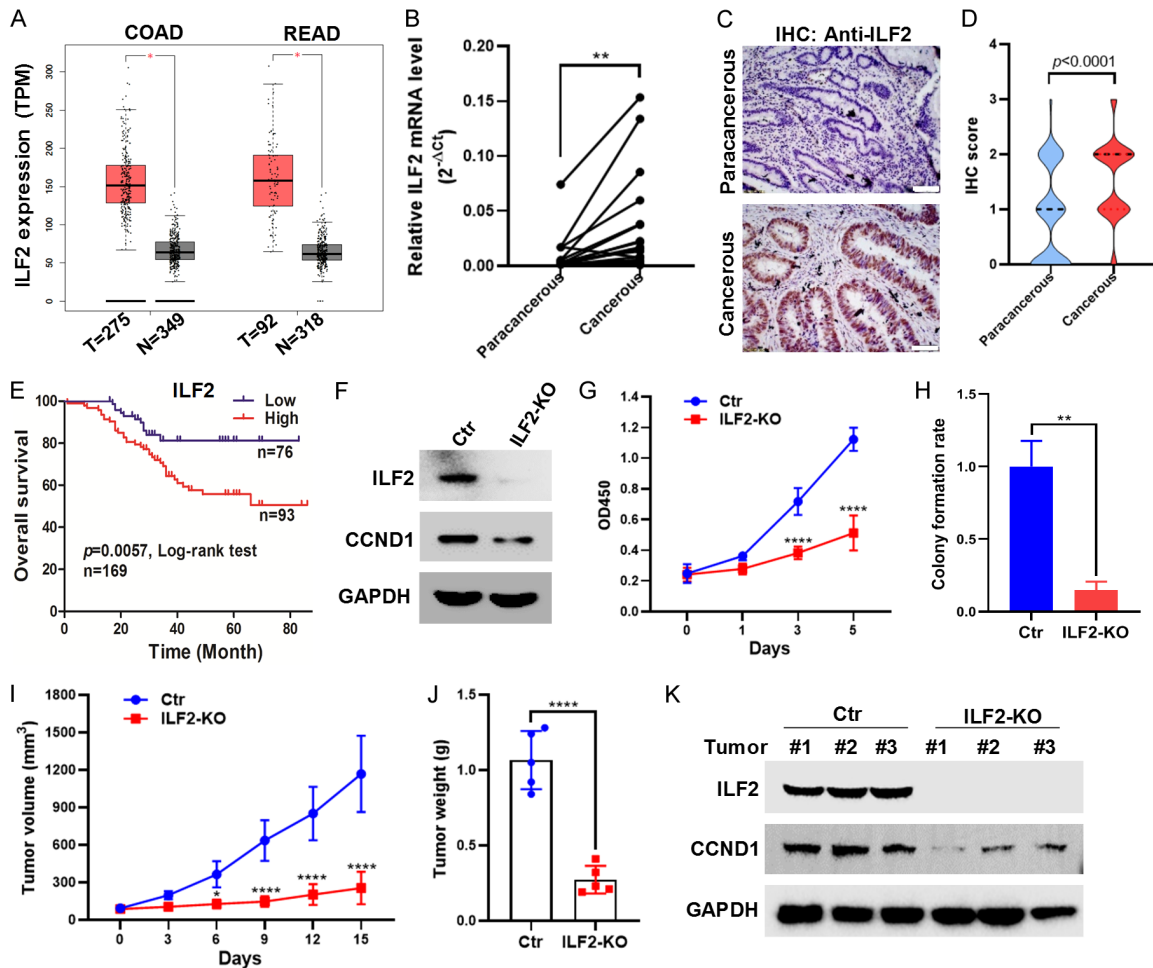 A
COAD
READ
ILF2 expression (TPM)
300
250
200
150
100
50
0
*
*
T=275
N=349
T=92
N=318
B
Relative ILF2 mRNA level
(2^-ΔCt)
0.20
0.15
0.10
0.05
0.00
**
Paracancerous
Cancerous
C
IHC: Anti-ILF2
Paracancerous
Cancerous
D
p<0.0001
IHC score
4
3
2
1
0
Paracancerous
Cancerous
E
ILF2
Low
High
Overall survival
100
80
60
40
20
0
n=76
n=93
p=0.0057, Log-rank test
n=169
0 20 40 60 80
Time (Month)
F
Ctr
ILF2-KO
ILF2
CCND1
GAPDH
G
Ctr
ILF2-KO
OD450
1.4
1.2
1.0
0.8
0.6
0.4
0.2
0.0
****
****
0 1 3 5
Days
H
Colony formation rate
1.5
1.0
0.5
0.0
**
Ctr ILF2-KO
I
Ctr
ILF2-KO
Tumor volume (mm³)
1800
1500
1200
900
600
300
0
*
****
****
****
0 3 6 9 12 15
Days
J
Tumor weight (g)
1.5
1.0
0.5
0.0
****
Ctr ILF2-KO
K
Ctr ILF2-KO
Tumor #1 #2 #3 #1 #2 #3
ILF2
CCND1
GAPDH